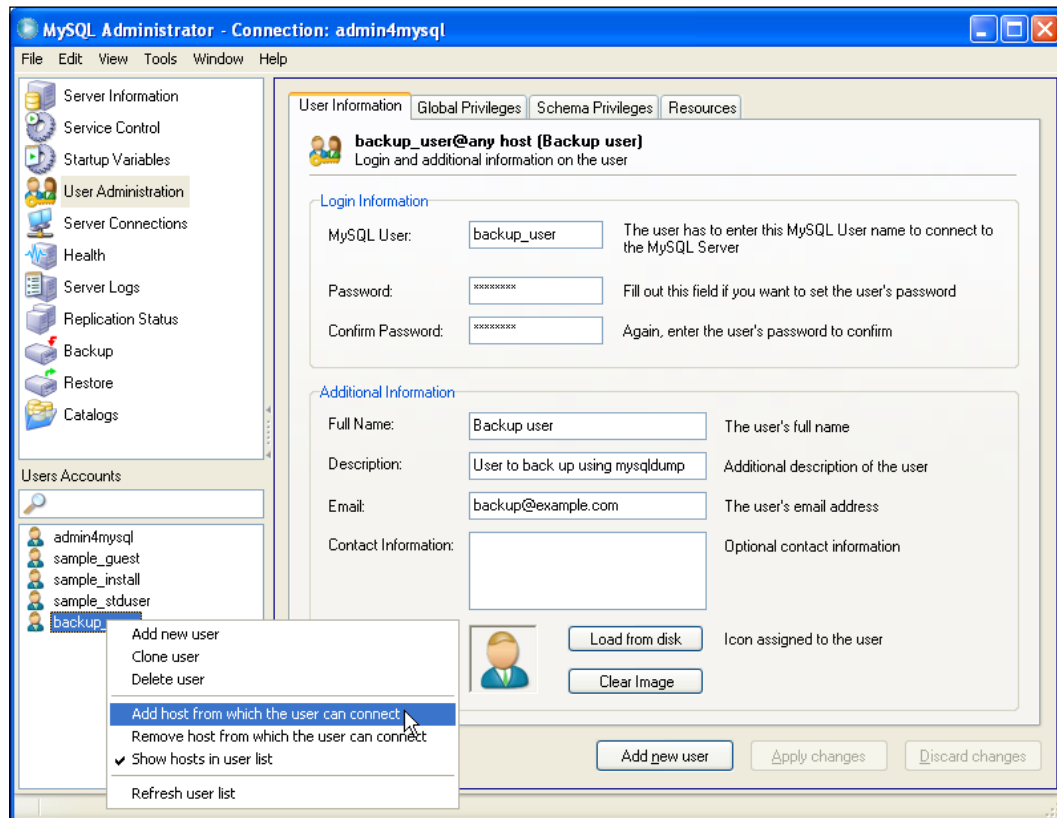 MySQL Administrator - Connection: admin4mysql
File Edit View Tools Window Help
Server Information
Service Control
Startup Variables
User Administration
Server Connections
Health
Server Logs
Replication Status
Backup
Restore
Catalogs
Users Accounts
admin4mysql
sample_guest
sample_install
sample_stduser
backup_
Add new user
Clone user
Delete user
Add host from which the user can connect
Remove host from which the user can connect
Show hosts in user list
Refresh user list
User Information Global Privileges Schema Privileges Resources
backup_user@any host (Backup user)
Login and additional information on the user
Login Information
MySQL User: backup_user The user has to enter this MySQL User name to connect to
the MySQL Server
Password: xxxxxxxx Fill out this field if you want to set the user's password
Confirm Password: xxxxxxxx Again, enter the user's password to confirm
Additional Information
Full Name: Backup user The user's full name
Description: User to back up using mysqldump Additional description of the user
Email: backup@example.com The user's email address
Contact Information: Optional contact information
Load from disk Icon assigned to the user
Clear Image
Add new user Apply changes Discard changes